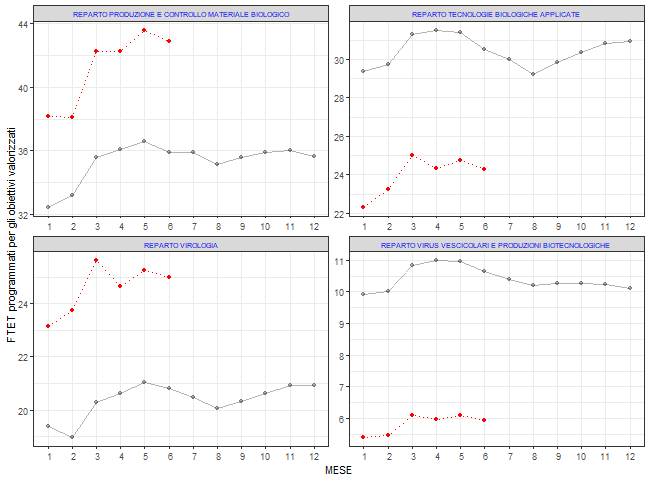 REPARTO PRODUZIONE E CONTROLLO MATERIALE BIOLOGICO
44
40
36
32
1 2 3 4 5 6 7 8 9 10 11 12
REPARTO TECNOLOGIE BIOLOGICHE APPLICATE
30
28
26
24
22
1 2 3 4 5 6 7 8 9 10 11 12
REPARTO VIROLOGIA
24
22
20
1 2 3 4 5 6 7 8 9 10 11 12
REPARTO VIRUS VESCICOLARI E PRODUZIONI BIOTECNOLOGICHE
11
10
9
8
7
6
1 2 3 4 5 6 7 8 9 10 11 12
FTET programmati per gli obiettivi valorizzati
MESE